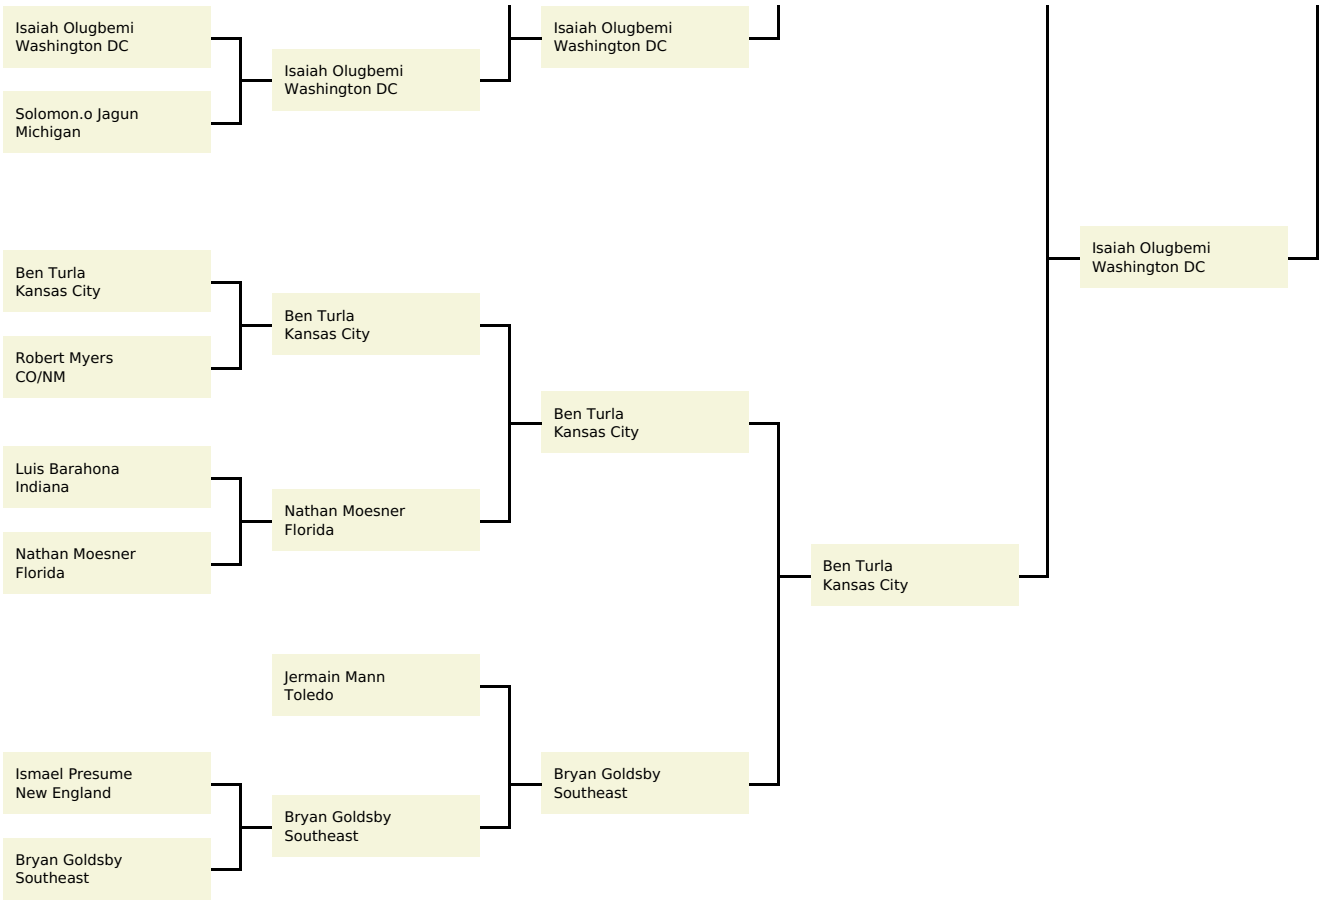 Isaiah Olugbemi
Washington DC
Solomon.o Jagun
Michigan
Isaiah Olugbemi
Washington DC
Isaiah Olugbemi
Washington DC
Isaiah Olugbemi
Washington DC
Ben Turla
Kansas City
Robert Myers
CO/NM
Ben Turla
Kansas City
Luis Barahona
Indiana
Nathan Moesner
Florida
Nathan Moesner
Florida
Ben Turla
Kansas City
Ben Turla
Kansas City
Jermain Mann
Toledo
Ismael Presume
New England
Bryan Goldsby
Southeast
Bryan Goldsby
Southeast
Bryan Goldsby
Southeast